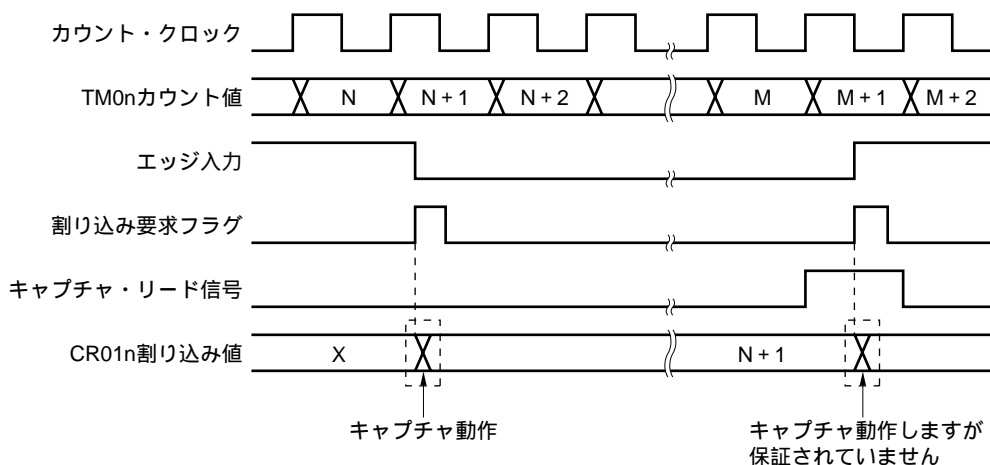 カウント・クロック
TM0nカウント値
N
N + 1
N + 2
M
M + 1
M + 2
エッジ入力
割り込み要求フラグ
キャプチャ・リード信号
CR01n割り込み値
X
N + 1
キャプチャ動作
キャプチャ動作しますが
保証されていません